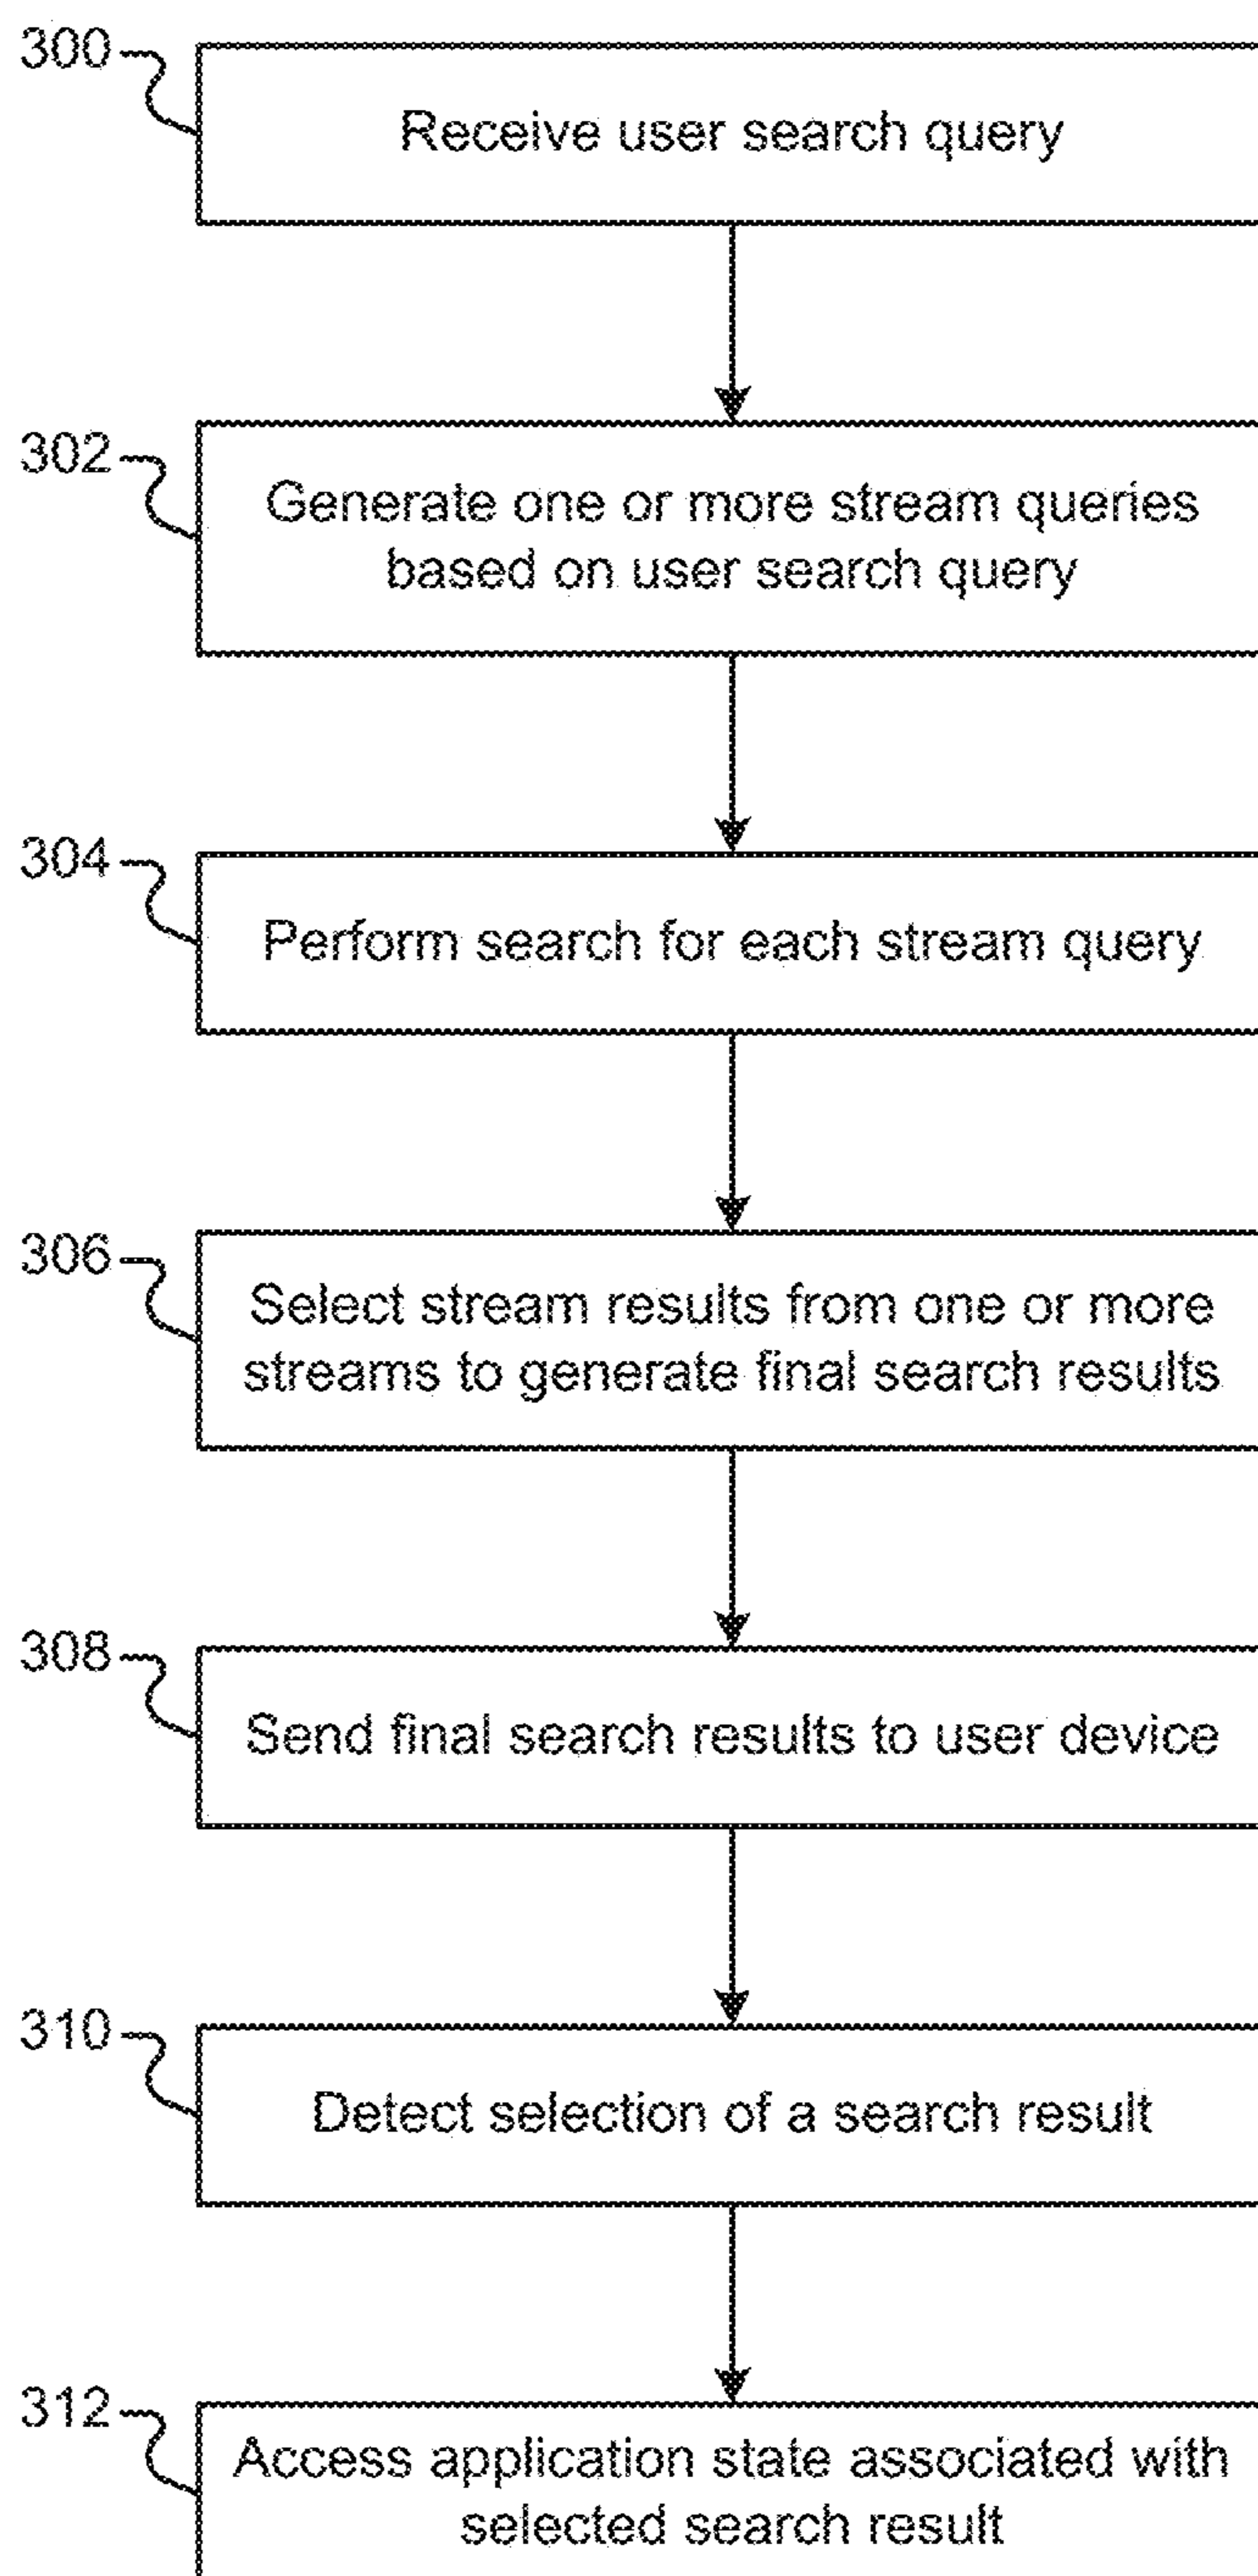 300
Receive user search query
302
Generate one or more stream queries
based on user search query
304
Perform search for each stream query
306
Select stream results from one or more
streams to generate final search results
308
Send final search results to user device
310
Detect selection of a search result
312
Access application state associated with
selected search result